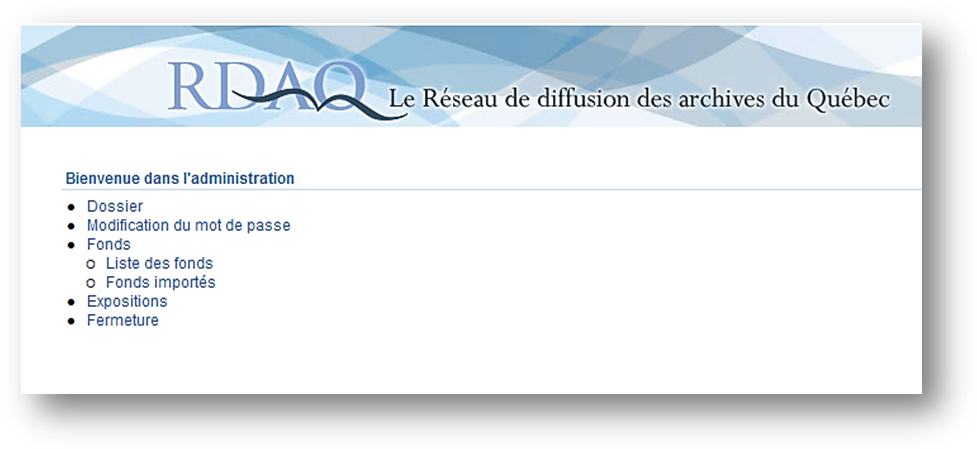 RDAQ Le Réseau de diffusion des archives du Québec
Bienvenue dans l'administration
Dossier
Modification du mot de passe
Fonds
Liste des fonds
Fonds importés
Expositions
Fermeture